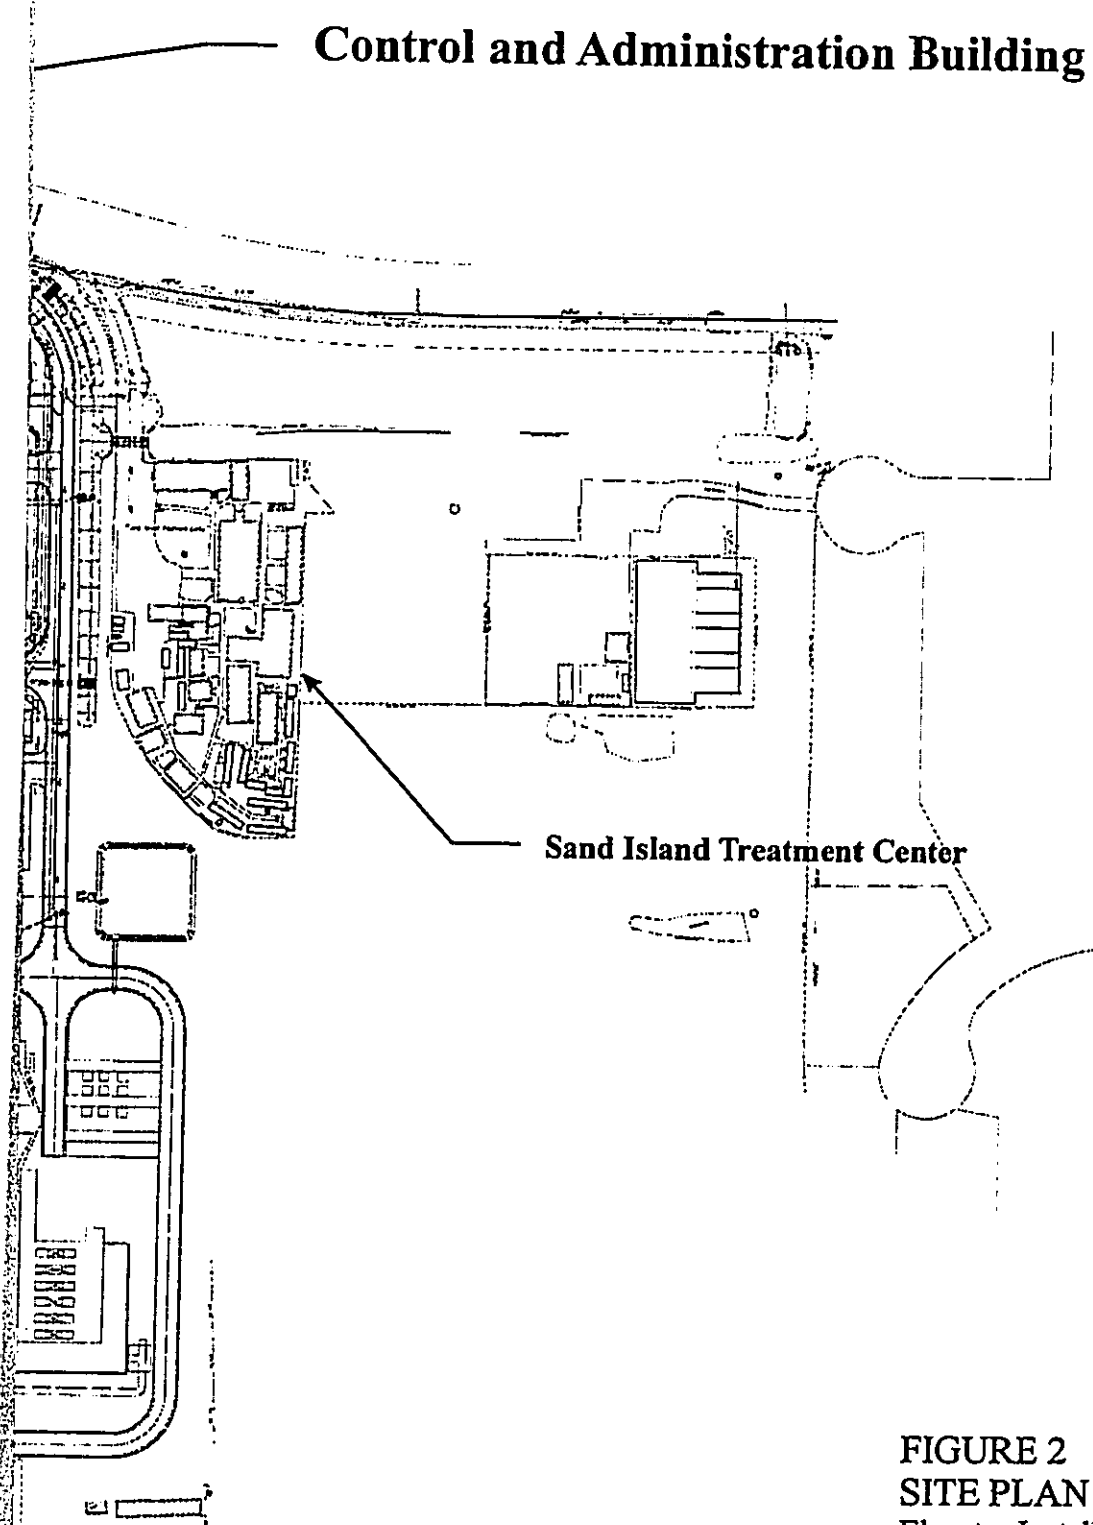 Control and Administration Building
Sand Island Treatment Center
FIGURE 2
SITE PLAN